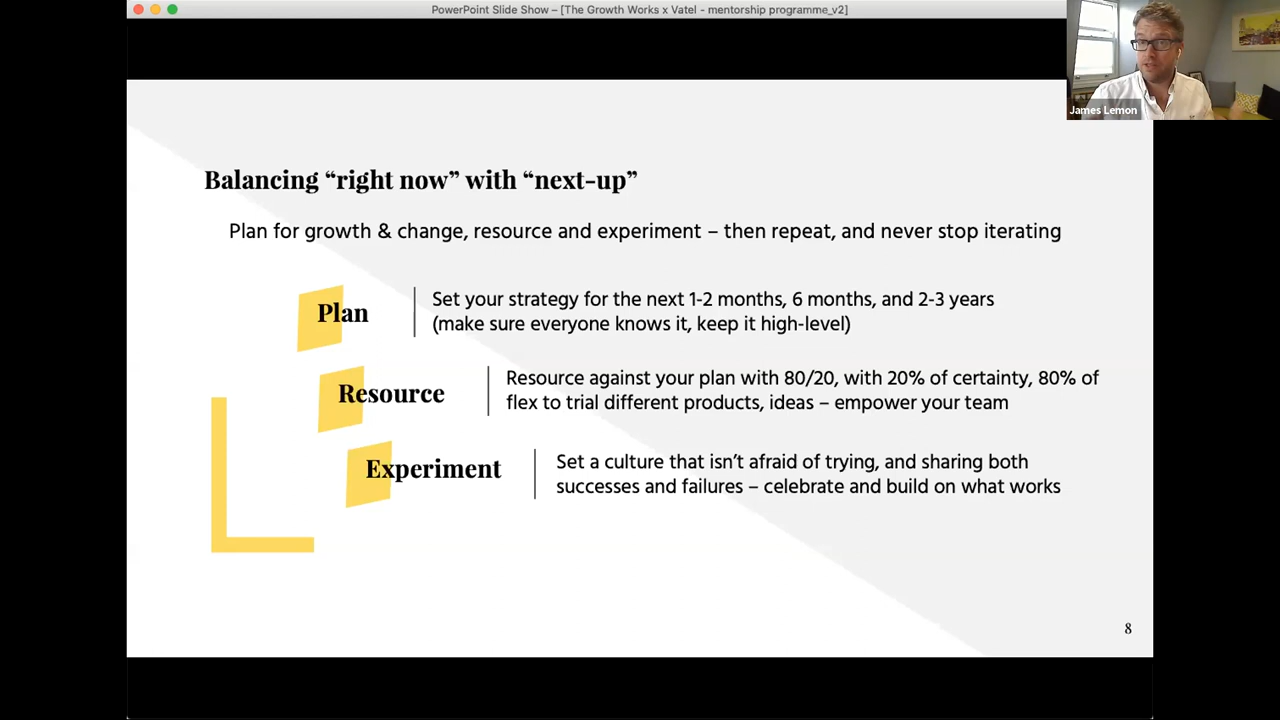 PowerPoint Slide Show – [The Growth Works x Vatel - mentorship programme_v2]
James Lemon
Balancing “right now” with “next-up”
Plan for growth & change, resource and experiment – then repeat, and never stop iterating
Plan
Set your strategy for the next 1-2 months, 6 months, and 2-3 years
(make sure everyone knows it, keep it high-level)
Resource
Resource against your plan with 80/20, with 20% of certainty, 80% of
flex to trial different products, ideas – empower your team
Experiment
Set a culture that isn’t afraid of trying, and sharing both
successes and failures – celebrate and build on what works
8